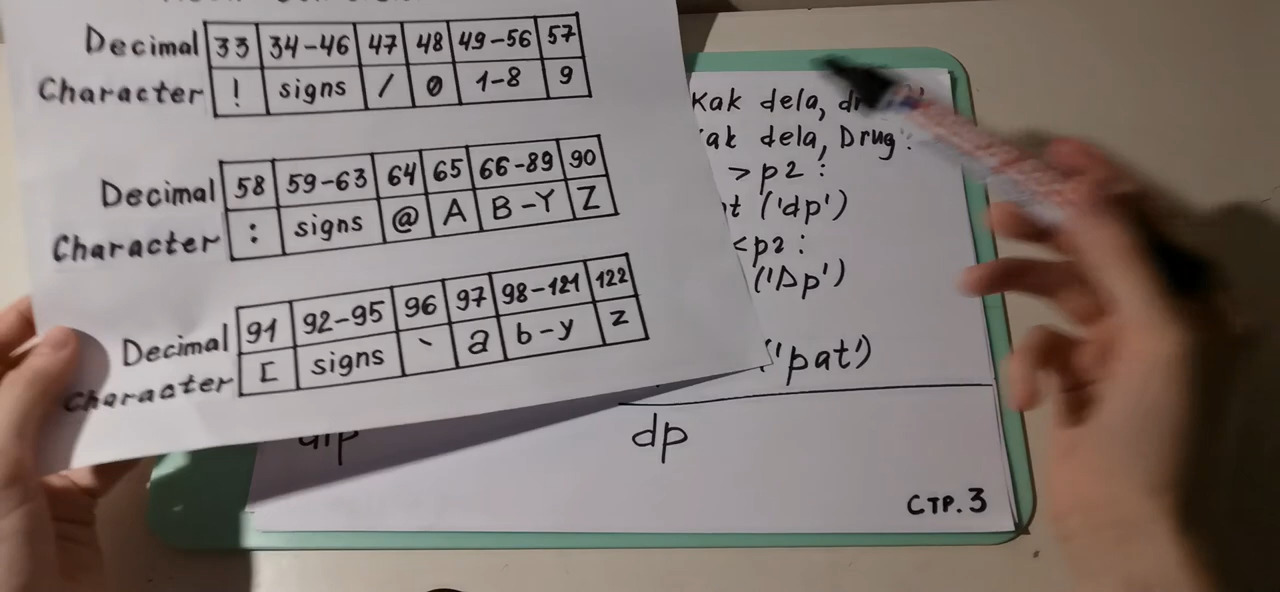 Decimal 33 34-46 47 48 49-56 57
Character ! signs / 0 1-8 9
Decimal 58 59-63 64 65 66-89 90
Character : signs @ A B-Y Z
Decimal 91 92-95 96 97 98-121 122
Character [ signs ` a b-y z
Kak dela,
dela, Drug
>p2:
('dp')
<p2:
('Dp')
('pat')
dp
СТР.3